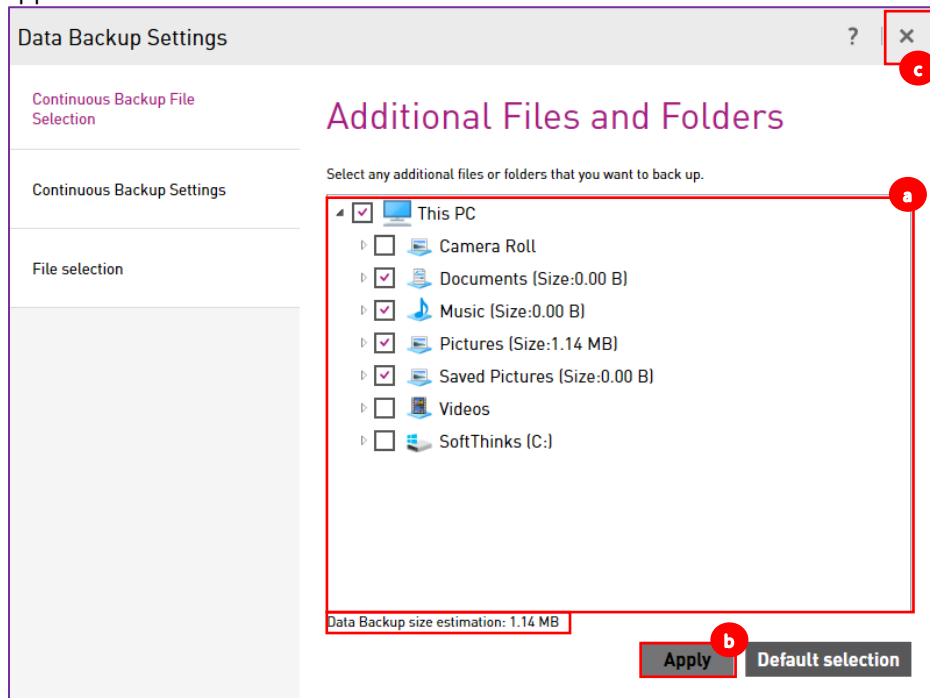 Data Backup Settings ? ×
c
Continuous Backup File
Selection
Additional Files and Folders
Select any additional files or folders that you want to back up.
Continuous Backup Settings
a
This PC
Camera Roll
File selection
Documents (Size:0.00 B)
Music (Size:0.00 B)
Pictures (Size:1.14 MB)
Saved Pictures (Size:0.00 B)
Videos
SoftThinks (C:)
Data Backup size estimation: 1.14 MB
b
Apply Default selection